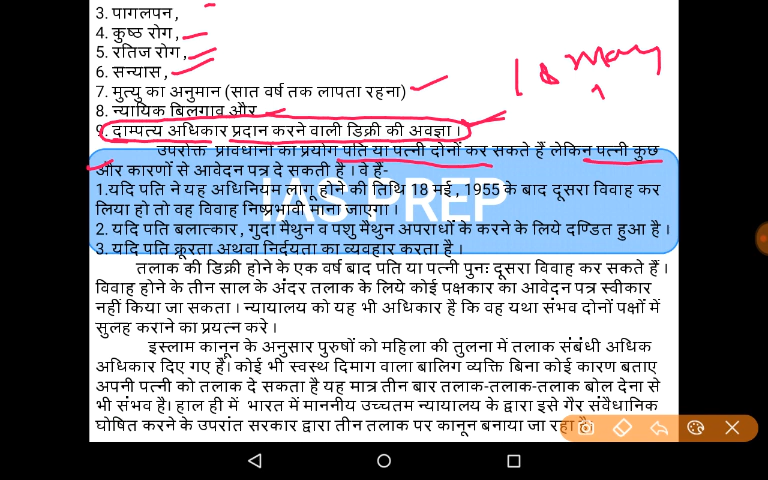 3. पागलपन ,
4. कुष्ठ रोग ,
5. रतिज रोग ,
6. सन्यास ,
7. मुत्यु का अनुमान (सात वर्ष तक लापता रहना)
8. न्यायिक बिलगाव और
9. दाम्पत्य अधिकार प्रदान करने वाली डिक्री की अवज्ञा ।
18 May
उपरोक्त प्रावधानों का प्रयोग पति या पत्नी दोनों कर सकते हैं लेकिन पत्नी कुछ
और कारणों से आवेदन पत्र दे सकती है । वे हैं-
1.यदि पति ने यह अधिनियम लागू होने की तिथि 18 मई , 1955 के बाद दूसरा विवाह कर
लिया हो तो वह विवाह निष्प्रभावी माना जाएगा ।
IAS PREP
2. यदि पति बलात्कार , गुदा मैथुन व पशु मैथुन अपराधों के करने के लिये दण्डित हुआ है ।
3. यदि पति क्रूरता अथवा निर्दयता का व्यवहार करता है ।
तलाक की डिक्री होने के एक वर्ष बाद पति या पत्नी पुनः दूसरा विवाह कर सकते हैं ।
विवाह होने के तीन साल के अंदर तलाक के लिये कोई पक्षकार का आवेदन पत्र स्वीकार
नहीं किया जा सकता । न्यायालय को यह भी अधिकार है कि वह यथा संभव दोनों पक्षों में
सुलह कराने का प्रयत्न करे ।
इस्लाम कानून के अनुसार पुरुषों को महिला की तुलना में तलाक संबंधी अधिक
अधिकार दिए गए हैं। कोई भी स्वस्थ दिमाग वाला बालिग व्यक्ति बिना कोई कारण बताए
अपनी पत्नी को तलाक दे सकता है यह मात्र तीन बार तलाक-तलाक-तलाक बोल देना से
भी संभव है। हाल ही में भारत में माननीय उच्चतम न्यायालय के द्वारा इसे गैर संवैधानिक
घोषित करने के उपरांत सरकार द्वारा तीन तलाक पर कानून बनाया जा रहा है।